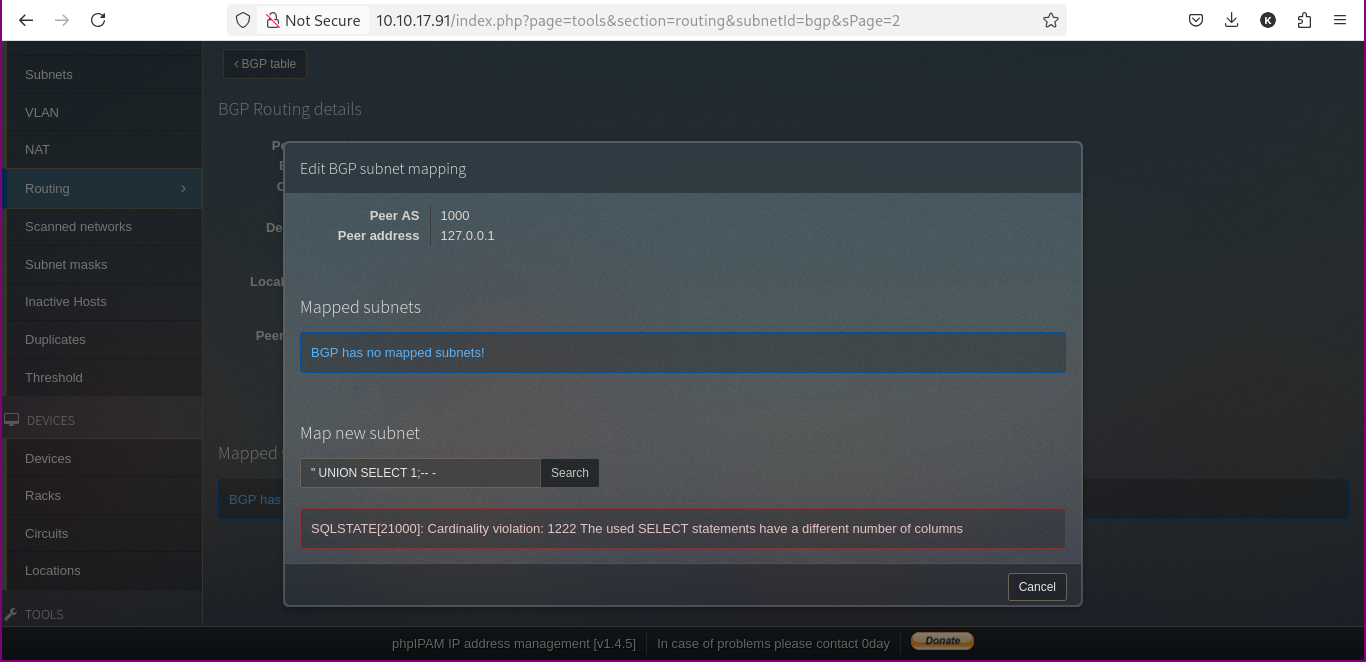 Not Secure 10.10.17.91/index.php?page=tools&section=routing&subnetId=bgp&sPage=2
K
Subnets
VLAN
NAT
Routing
Scanned networks
Subnet masks
Inactive Hosts
Duplicates
Threshold
DEVICES
Devices
Racks
Circuits
Locations
TOOLS
BGP table
BGP Routing details
Local
Peer
Mapped
BGP has
Edit BGP subnet mapping
Peer AS 1000
Peer address 127.0.0.1
Mapped subnets
BGP has no mapped subnets!
Map new subnet
" UNION SELECT 1;-- -
Search
SQLSTATE[21000]: Cardinality violation: 1222 The used SELECT statements have a different number of columns
Cancel
phpIPAM IP address management [v1.4.5] In case of problems please contact 0day Donate